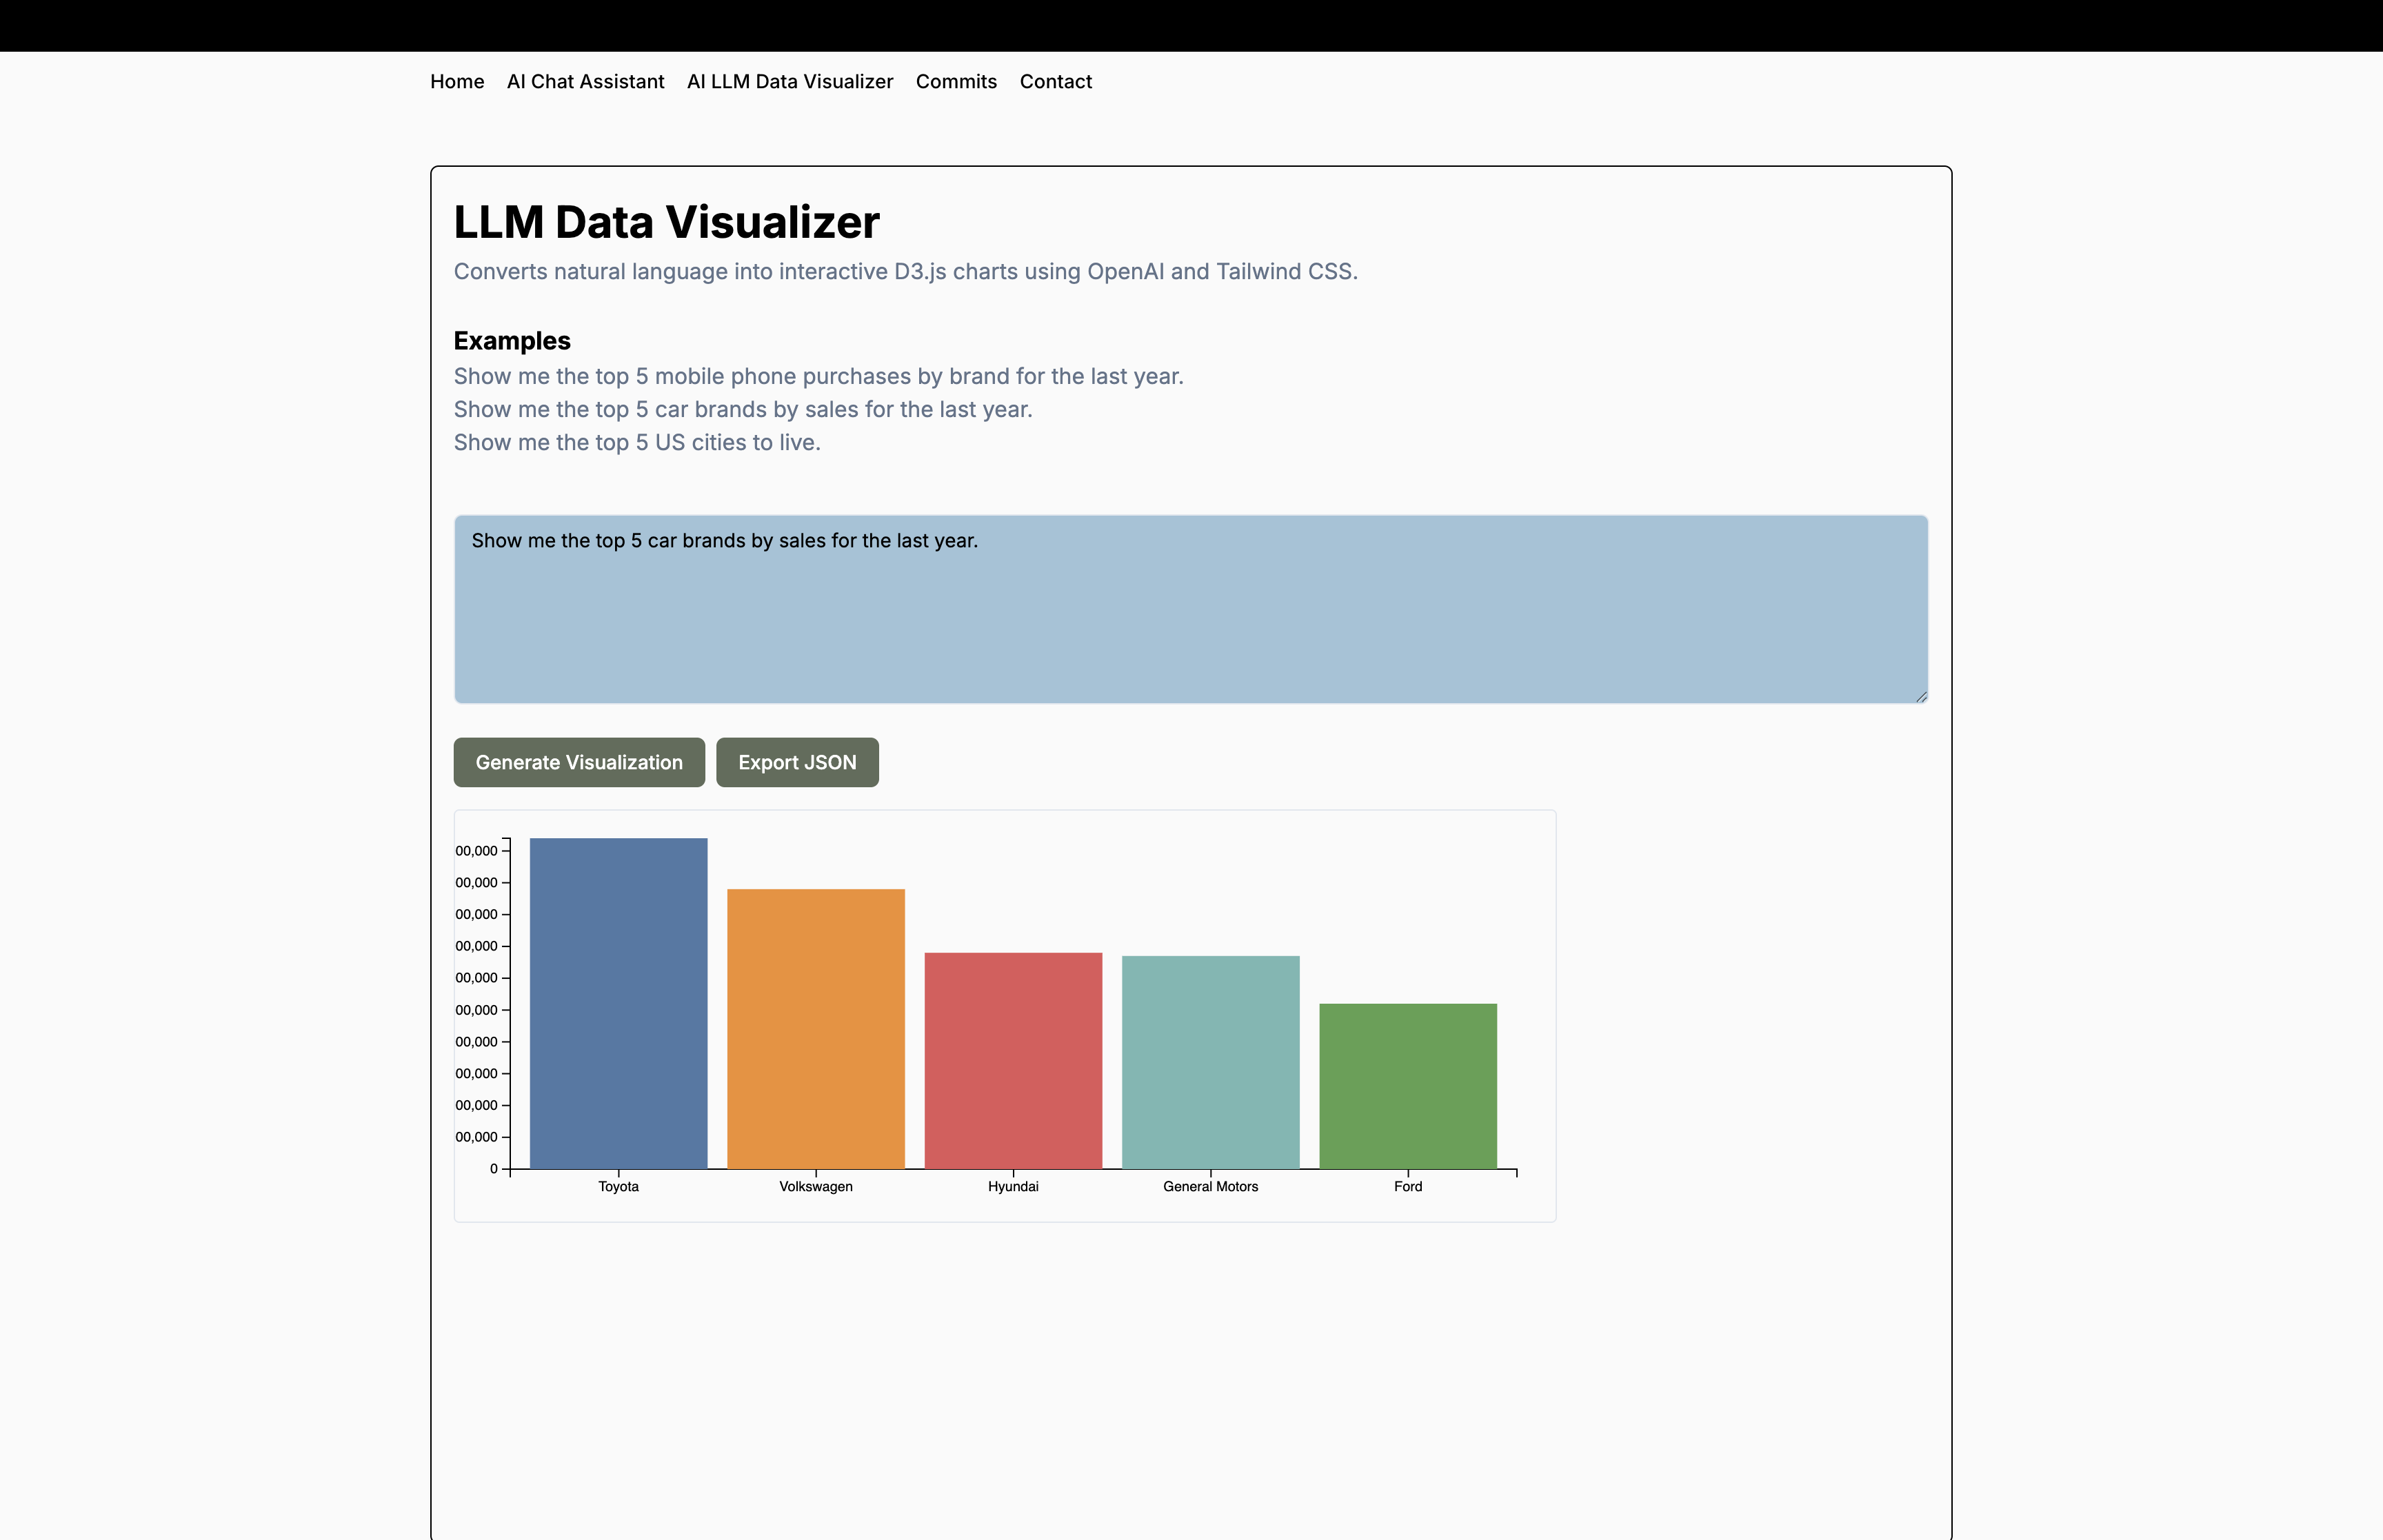 Home AI Chat Assistant AI LLM Data Visualizer Commits Contact
LLM Data Visualizer
Converts natural language into interactive D3.js charts using OpenAI and Tailwind CSS.
Examples
Show me the top 5 mobile phone purchases by brand for the last year.
Show me the top 5 car brands by sales for the last year.
Show me the top 5 US cities to live.
Show me the top 5 car brands by sales for the last year.
Generate Visualization Export JSON
00,000
00,000
00,000
00,000
00,000
00,000
00,000
00,000
00,000
00,000
0
Toyota Volkswagen Hyundai General Motors Ford